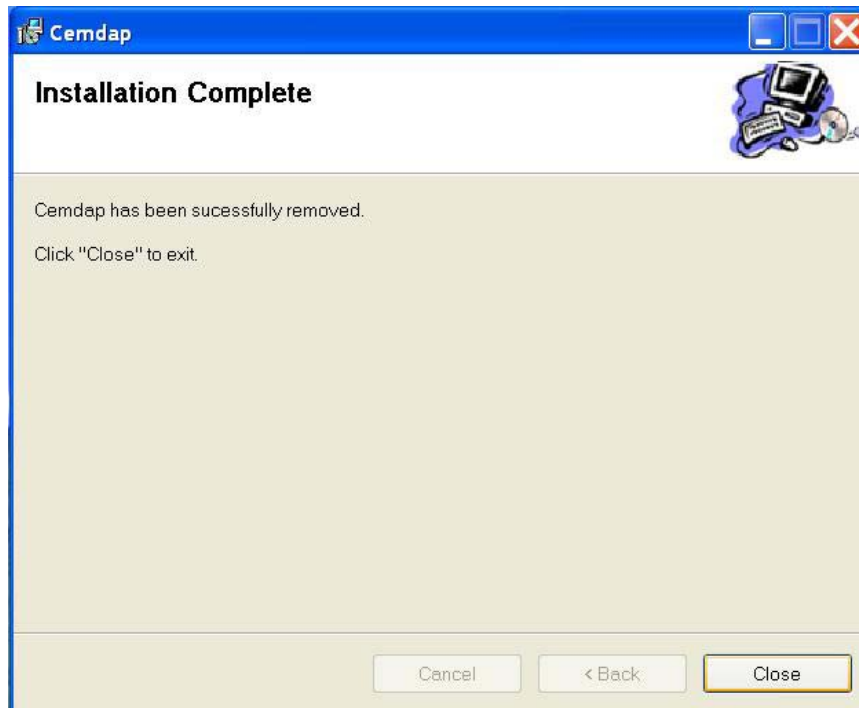 Cemdap
Installation Complete
Cemdap has been sucessfully removed.
Click "Close" to exit.
Cancel
< Back
Close